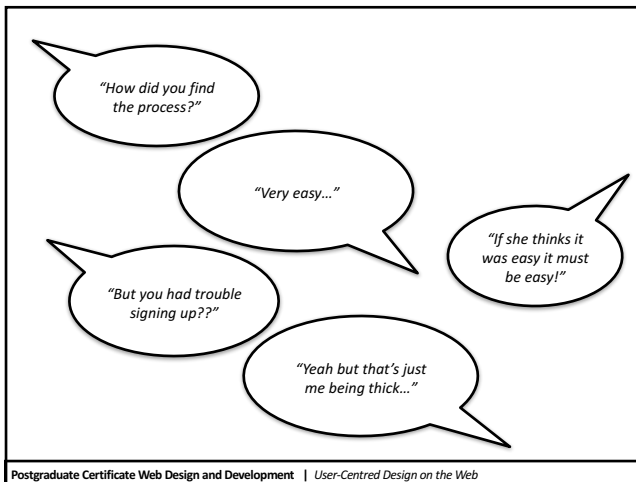 “How did you find
the process?”
“Very easy…”
“If she thinks it
was easy it must
be easy!”
“But you had trouble
signing up??”
“Yeah but that’s just
me being thick…”
Postgraduate Certificate Web Design and Development | User-Centred Design on the Web